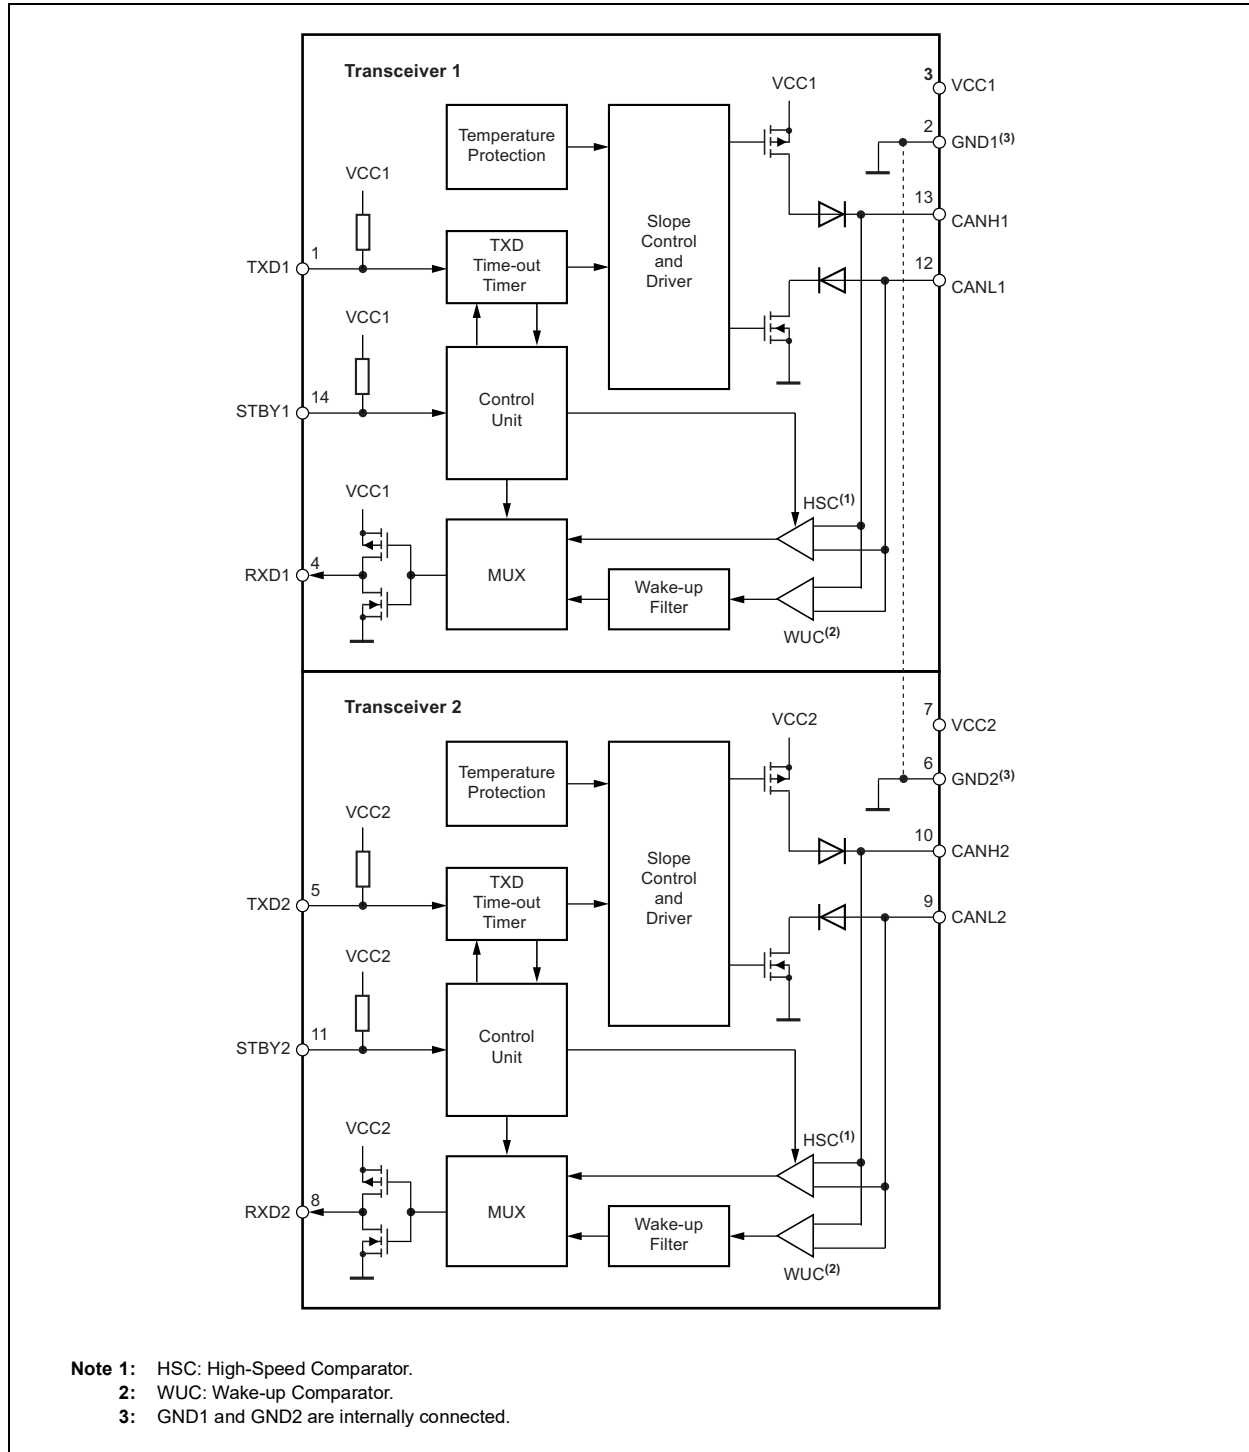 Transceiver 1
VCC1
3
VCC1
2
GND1(3)
Temperature
Protection
VCC1
Slope
Control
and
Driver
13
CANH1
TXD1
1
TXD
Time-out
Timer
12
CANL1
VCC1
STBY1
14
Control
Unit
VCC1
HSC(1)
RXD1
4
MUX
Wake-up
Filter
WUC(2)
Transceiver 2
VCC2
7
VCC2
6
GND2(3)
Temperature
Protection
VCC2
Slope
Control
and
Driver
10
CANH2
TXD2
5
TXD
Time-out
Timer
9
CANL2
VCC2
STBY2
11
Control
Unit
VCC2
HSC(1)
RXD2
8
MUX
Wake-up
Filter
WUC(2)
Note 1: HSC: High-Speed Comparator.
2: WUC: Wake-up Comparator.
3: GND1 and GND2 are internally connected.